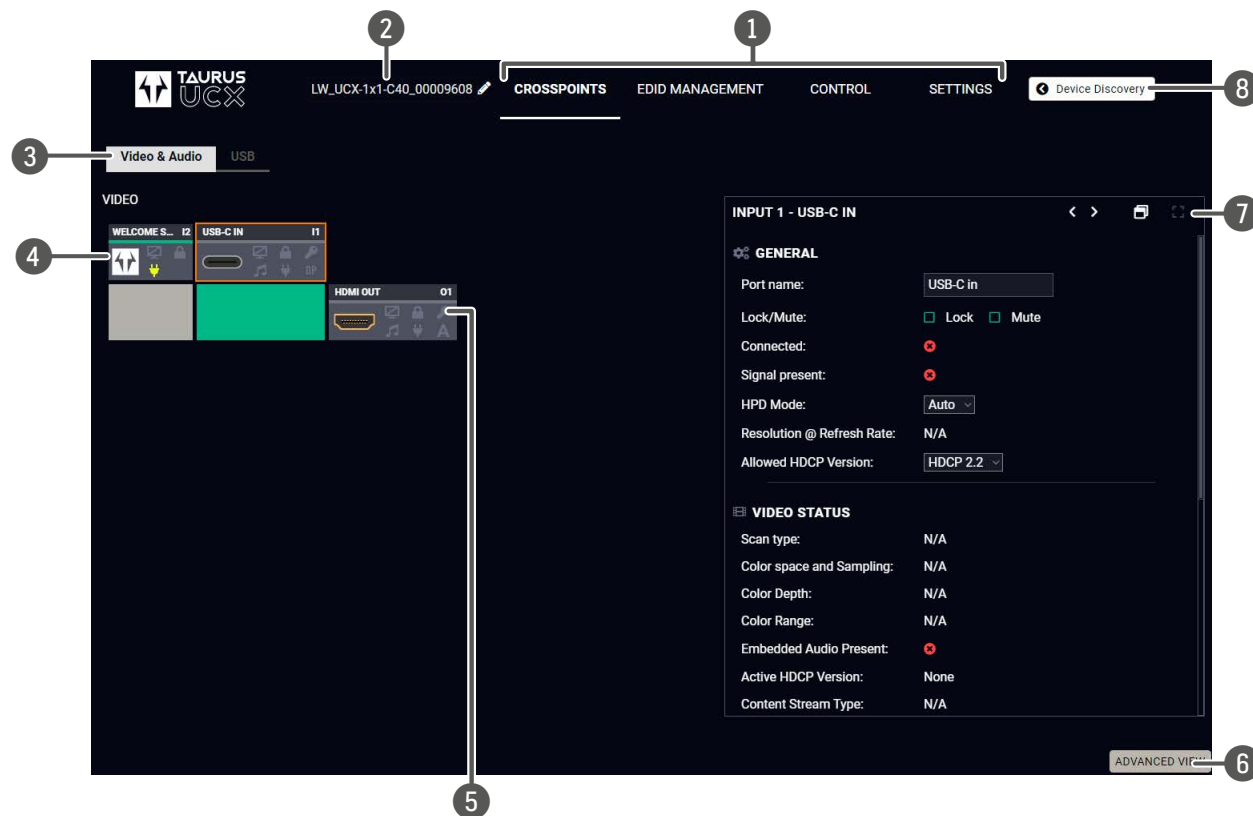 2
1
TAURUS
UCX
LW_UCX-1x1-C40_00009608 CROSSPOINTS EDID MANAGEMENT CONTROL SETTINGS Device Discovery 8
3 Video & Audio USB
VIDEO
INPUT 1 - USB-C IN 7
WELCOME S... I2 USB-C IN I1
4 DP
GENERAL
Port name: USB-C in
HDMI OUT O1
A
Lock/Mute: Lock Mute
Connected:
Signal present:
HPD Mode: Auto
Resolution @ Refresh Rate: N/A
Allowed HDCP Version: HDCP 2.2
VIDEO STATUS
Scan type: N/A
Color space and Sampling: N/A
Color Depth: N/A
Color Range: N/A
Embedded Audio Present:
Active HDCP Version: None
Content Stream Type: N/A
ADVANCED VIEW 6
5